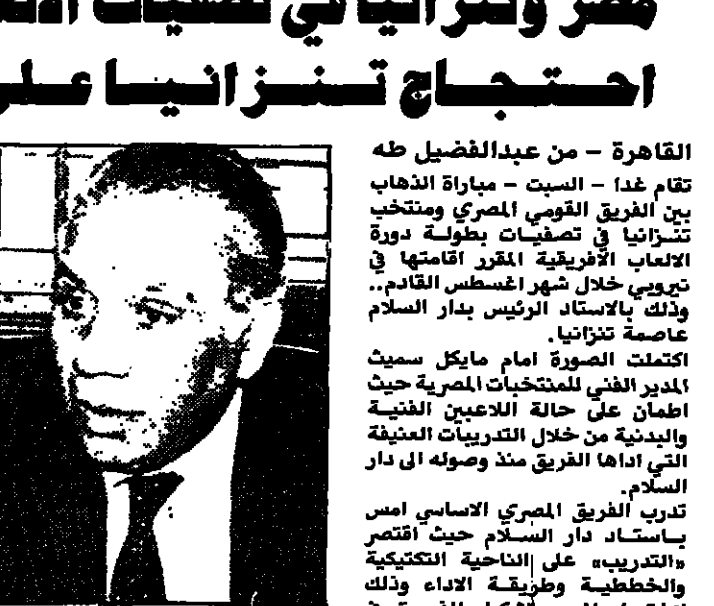 مصر وتنزانيا في تصفيات
احتجاج تنزانيا على
القاهرة – من عبدالفضيل طه
تقام غدا – السبت – مباراة الذهاب
بين الفريق القومي المصري ومنتخب
تنزانيا في تصفيات بطولة دورة
الالعاب الافريقية المقرر اقامتها في
نيروبي خلال شهر اغسطس القادم..
وذلك بالاستاد الرئيس بدار السلام
عاصمة تنزانيا.
اكتملت الصورة امام مايكل سميث
المدير الفني للمنتخبات المصرية حيث
اطمان على حالة اللاعبين الفنية
والبدنية من خلال التدريبات العنيفة
التي اداها الفريق منذ وصوله الى دار
السلام.
تدرب الفريق المصري الاساسي امس
باستاد دار السلام حيث اقتصر
«التدريب» على الناحية التكتيكية
والخططية وطريقة الاداء وذلك